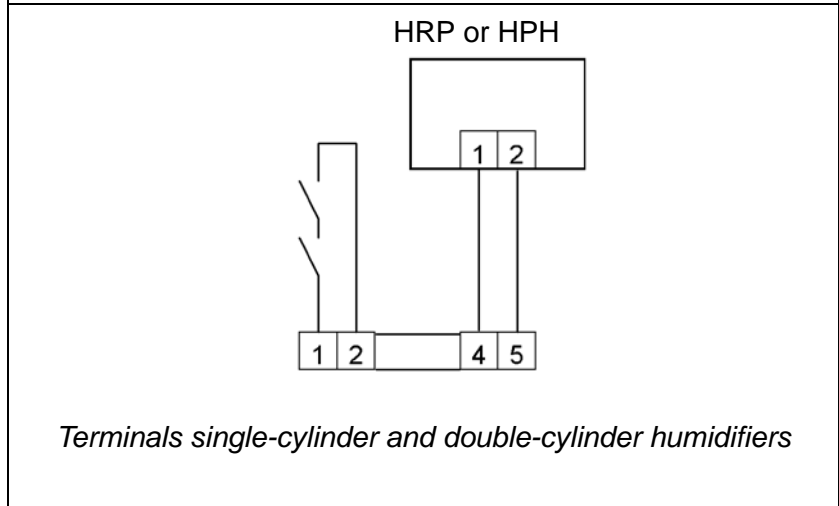 HRP or HPH
1 2
1 2 4 5
Terminals single-cylinder and double-cylinder humidifiers